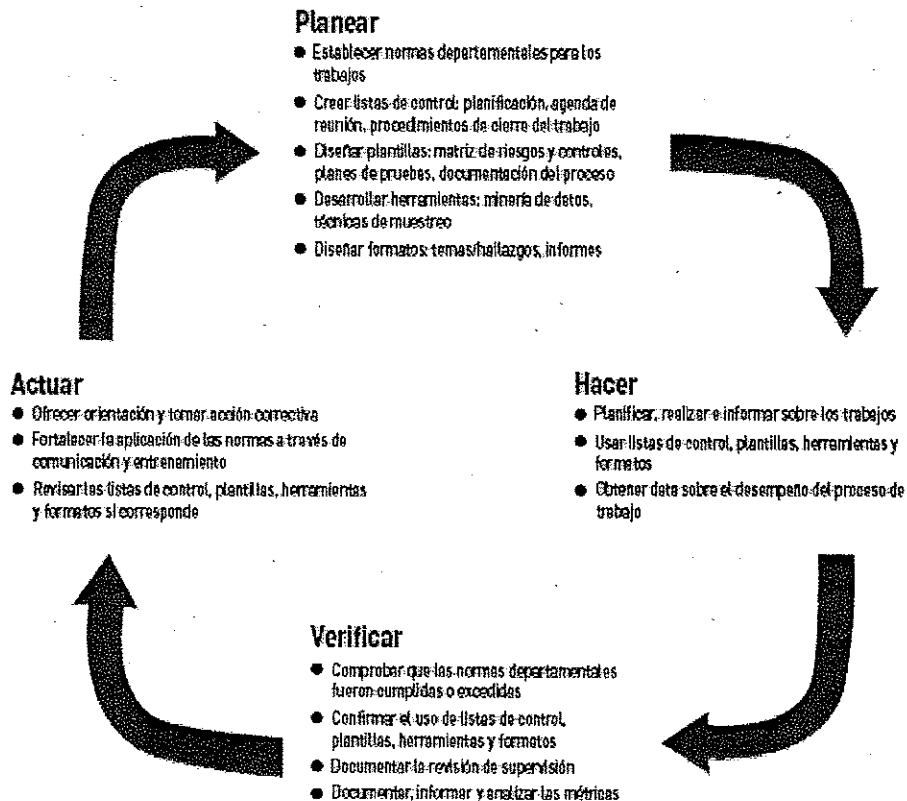 Planear
● Establecer normas departamentales para los
trabajos
● Crear listas de control: planificación, agenda de
reunión, procedimientos de cierre del trabajo
● Diseñar plantillas: matriz de riesgos y controles,
planes de pruebas, documentación del proceso
● Desarrollar herramientas: minería de datos,
técnicas de muestreo
● Diseñar formatos: temas/hallazgos, informes
Actuar
● Ofrecer orientación y tomar acción correctiva
● Fortalecer la aplicación de las normas a través de
comunicación y entrenamiento
● Revisar las listas de control, plantillas, herramientas
y formatos si corresponde
Hacer
● Planificar, realizar e informar sobre los trabajos
● Usar listas de control, plantillas, herramientas y
formatos
● Obtener data sobre el desempeño del proceso de
trabajo
Verificar
● Comprobar que las normas departamentales
fueron cumplidas o excedidas
● Confirmar el uso de listas de control,
plantillas, herramientas y formatos
● Documentar la revisión de supervisión
● Documentar, informar y analizar las métricas